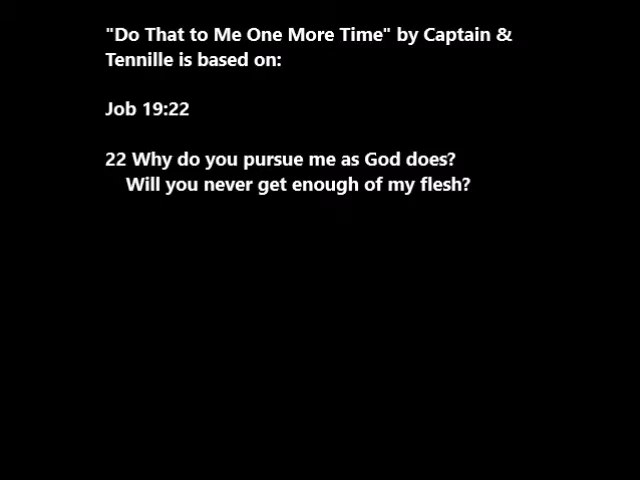 "Do That to Me One More Time" by Captain &
Tennille is based on:
Job 19:22
22 Why do you pursue me as God does?
Will you never get enough of my flesh?